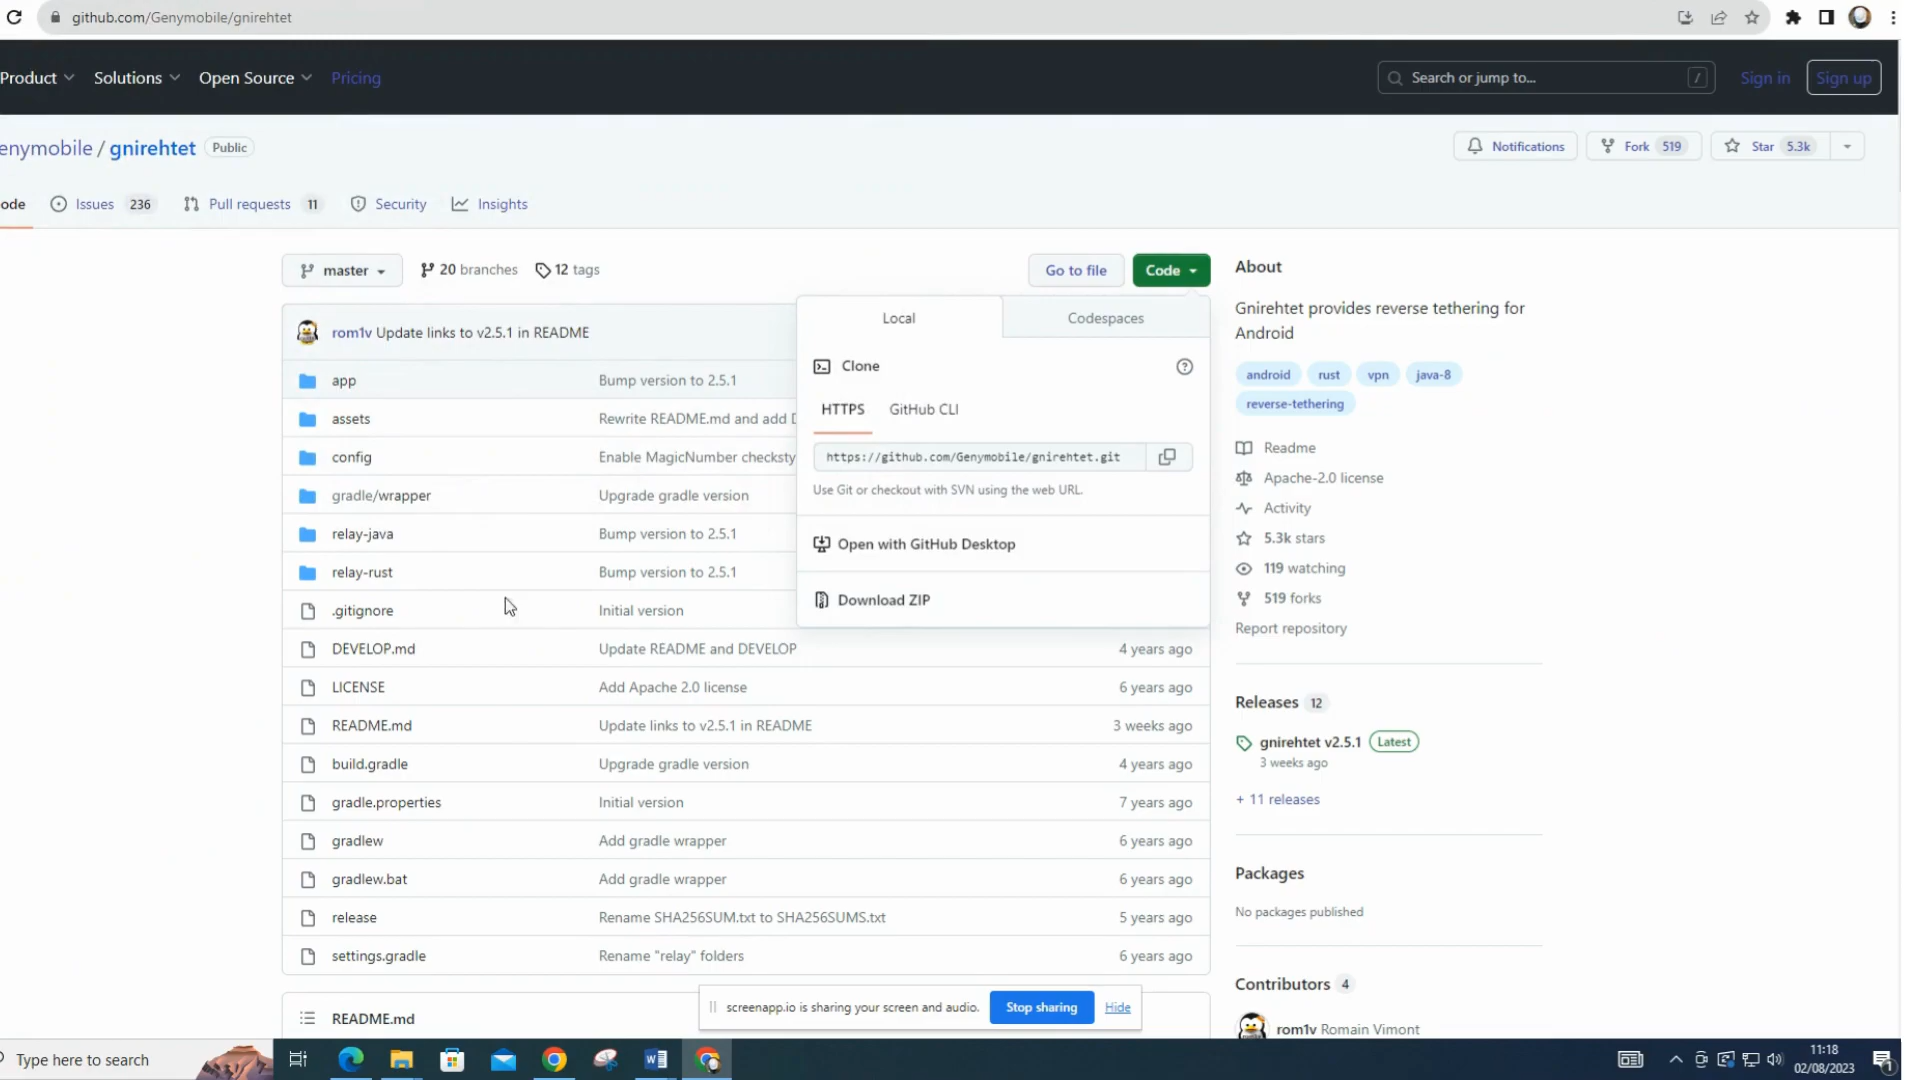 github.com/Genymobile/gnirehtet
Product Solutions Open Source Pricing
Search or jump to... /
Sign in Sign up
enymobile / gnirehtet Public
Notifications Fork 519 Star 5.3k
ode Issues 236 Pull requests 11 Security Insights
master 20 branches 12 tags
Go to file Code
rom1v Update links to v2.5.1 in README
app Bump version to 2.5.1
assets Rewrite README.md and add D
config Enable MagicNumber checksty
gradle/wrapper Upgrade gradle version
relay-java Bump version to 2.5.1
relay-rust Bump version to 2.5.1
.gitignore Initial version
DEVELOP.md Update README and DEVELOP 4 years ago
LICENSE Add Apache 2.0 license 6 years ago
README.md Update links to v2.5.1 in README 3 weeks ago
build.gradle Upgrade gradle version 4 years ago
gradle.properties Initial version 7 years ago
gradlew Add gradle wrapper 6 years ago
gradlew.bat Add gradle wrapper 6 years ago
release Rename SHA256SUM.txt to SHA256SUMS.txt 5 years ago
settings.gradle Rename "relay" folders 6 years ago
README.md
Local Codespaces
Clone
HTTPS GitHub CLI
https://github.com/Genymobile/gnirehtet.git
Use Git or checkout with SVN using the web URL.
Open with GitHub Desktop
Download ZIP
About
Gnirehtet provides reverse tethering for
Android
android rust vpn java-8
reverse-tethering
Readme
Apache-2.0 license
Activity
5.3k stars
119 watching
519 forks
Report repository
Releases 12
gnirehtet v2.5.1 Latest
3 weeks ago
+ 11 releases
Packages
No packages published
Contributors 4
rom1v Romain Vimont
screenapp.io is sharing your screen and audio. Stop sharing Hide
Type here to search
11:18
02/08/2023
1